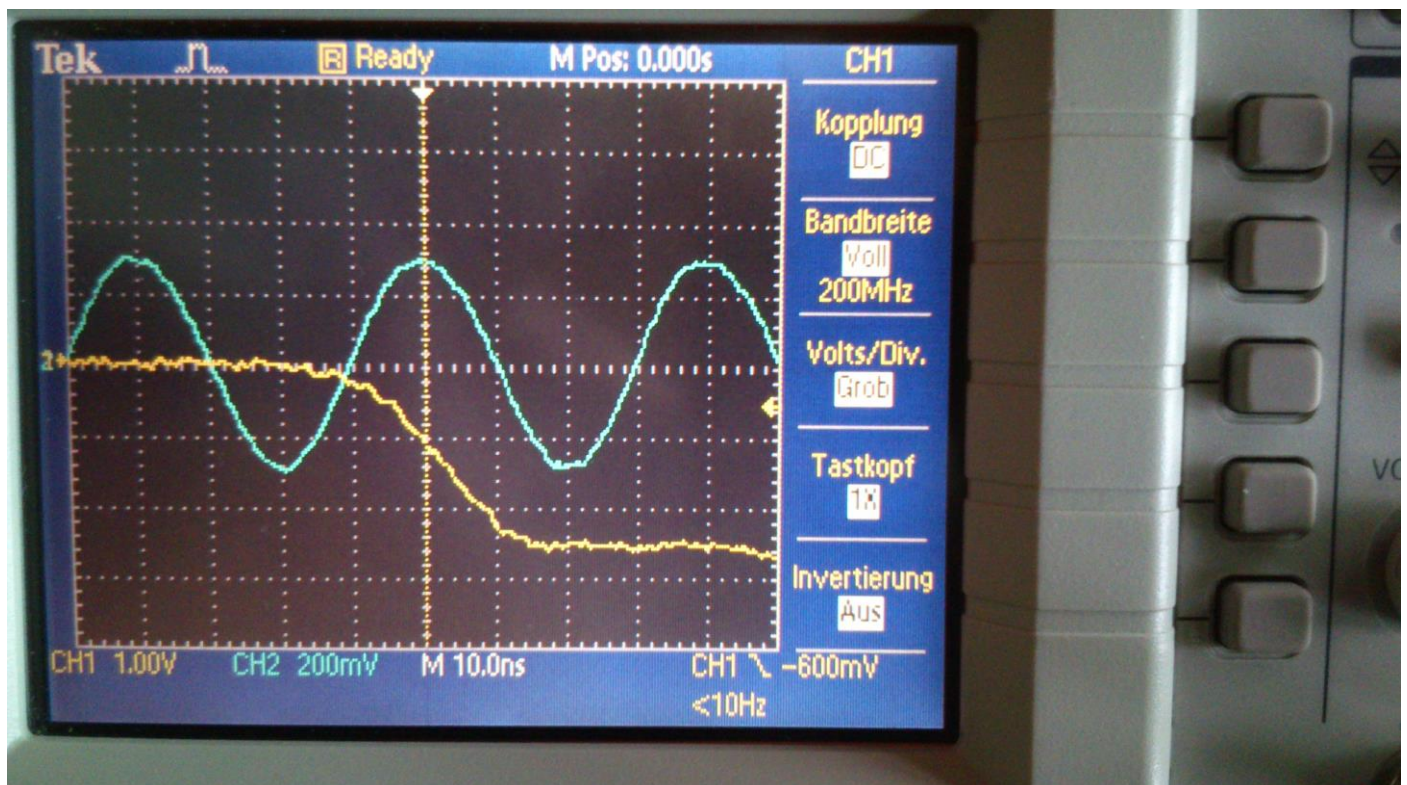 Tek R Ready M Pos: 0.000s CH1
Kopplung
DC
Bandbreite
Voll
200MHz
Volts/Div.
Grob
Tastkopf
1X
Invertierung
Aus
2
CH1 1.00V CH2 200mV M 10.0ns CH1 -600mV
<10Hz